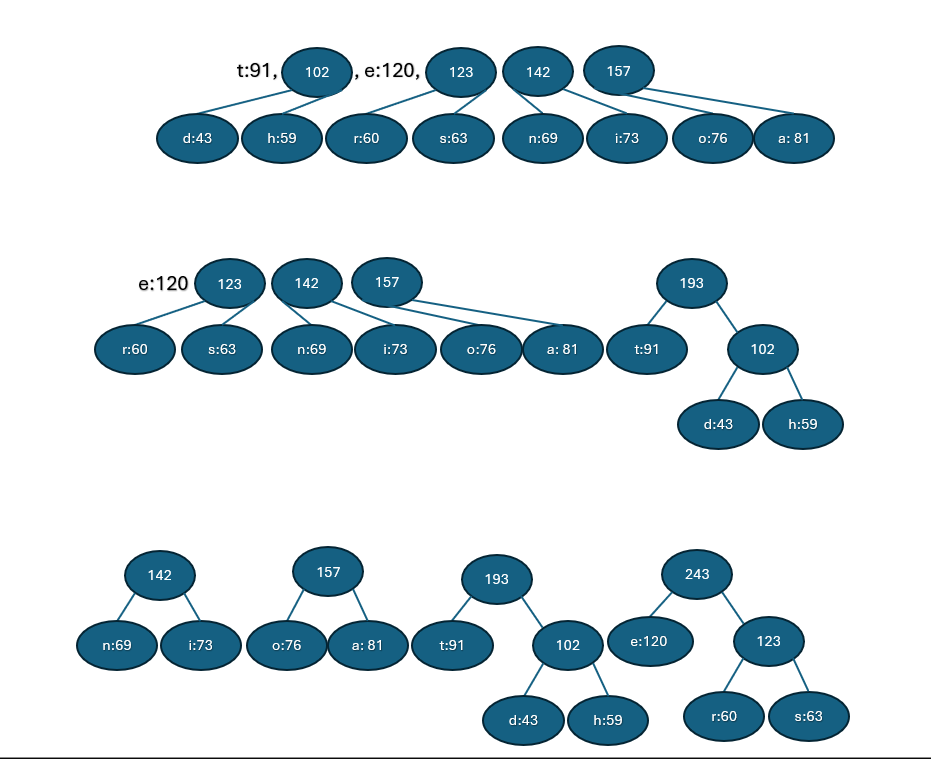 t:91, 102 , e:120, 123 142 157
d:43 h:59 r:60 s:63 n:69 i:73 o:76 a: 81
e:120 123 142 157 193
r:60 s:63 n:69 i:73 o:76 a: 81 t:91 102
d:43 h:59
142 157 193 243
n:69 i:73 o:76 a: 81 t:91 102 e:120 123
d:43 h:59 r:60 s:63